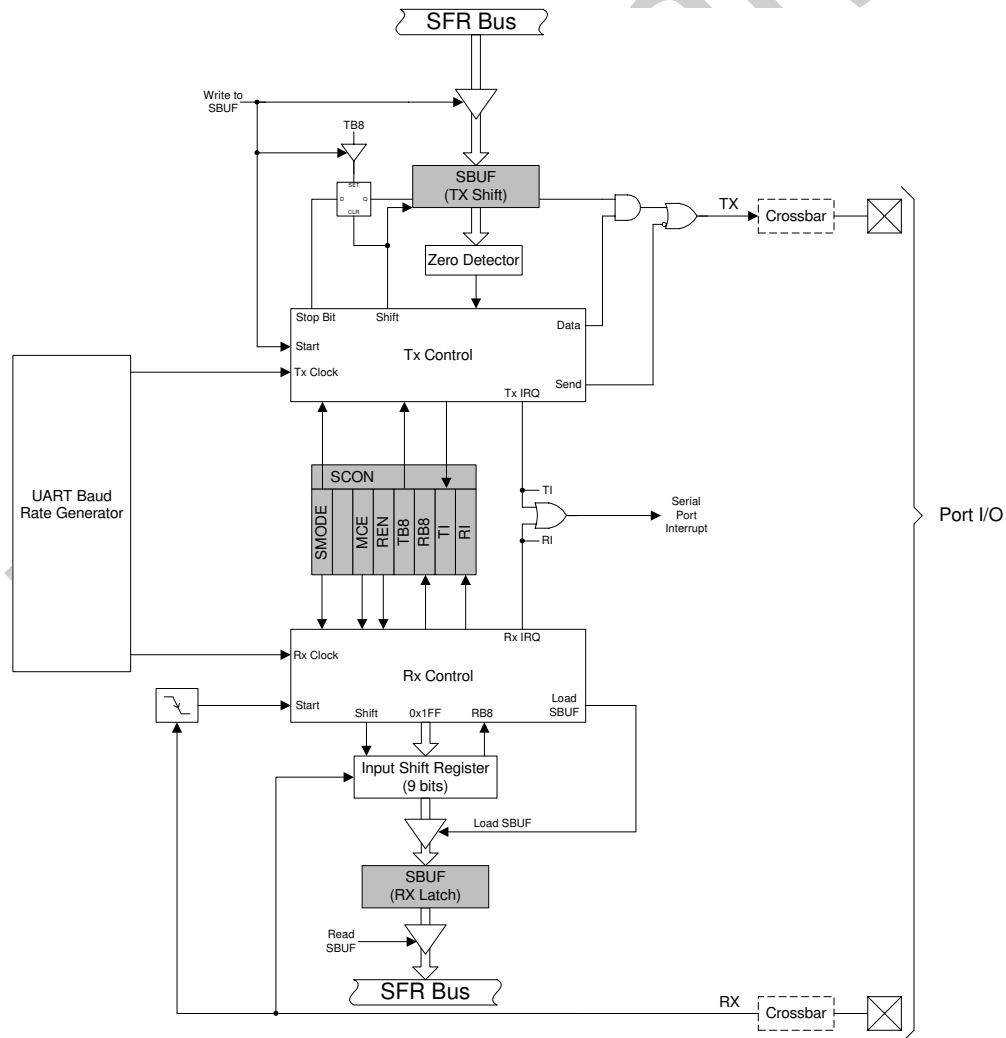 SFR Bus
Write to
SBUF
TB8
SET
D Q
CLR
SBUF
(TX Shift)
TX
Crossbar
Zero Detector
Stop Bit Shift
Data
Start
Tx Control
Tx Clock
Send
Tx IRQ
UART Baud
Rate Generator
SCON
SMODE
MCE
REN
TB8
RB8
TI
RI
TI
RI
Serial
Port
Interrupt
Port I/O
Rx IRQ
Rx Clock
Rx Control
Start
Load
SBUF
Shift 0x1FF RB8
Input Shift Register
(9 bits)
Load SBUF
SBUF
(RX Latch)
Read
SBUF
SFR Bus
RX
Crossbar